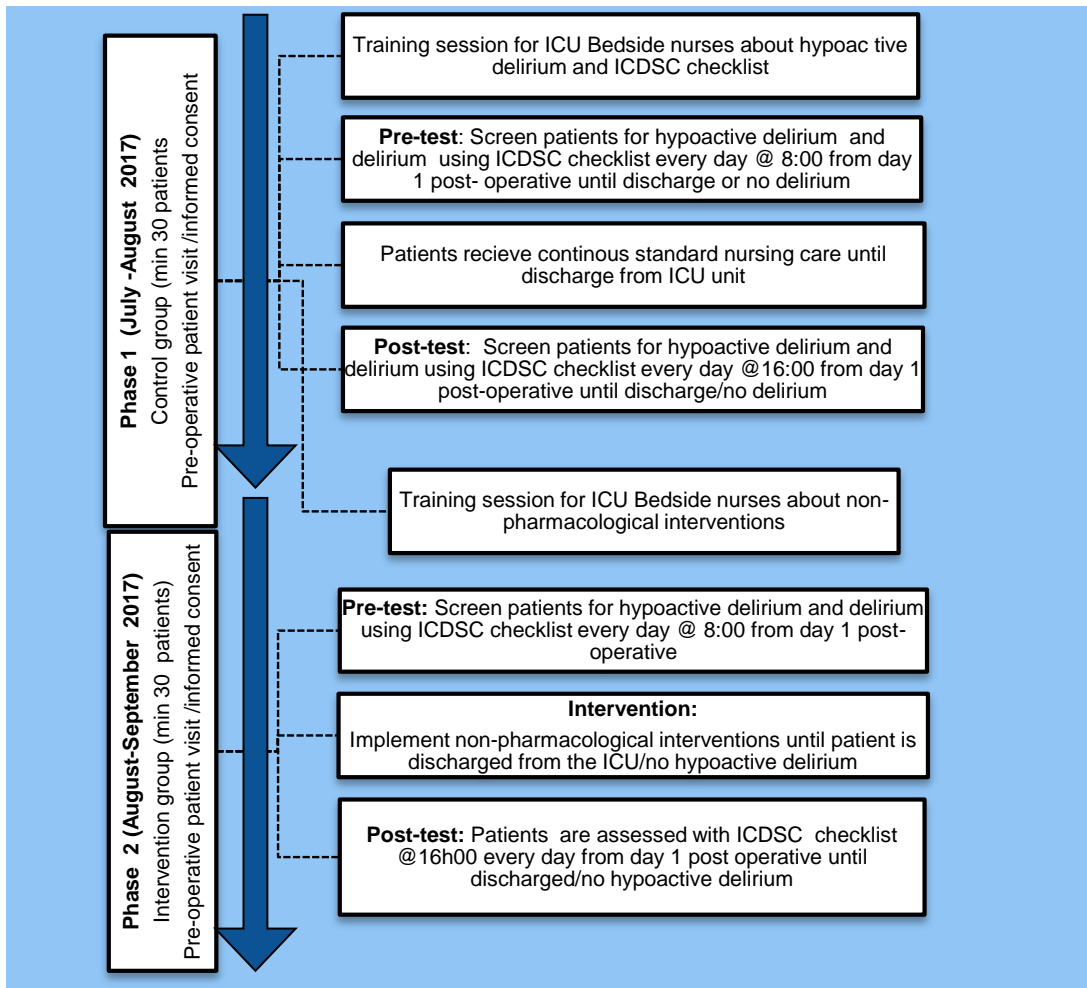 Phase 1 (July -August 2017)
Control group (min 30 patients
Pre-operative patient visit /informed consent
Training session for ICU Bedside nurses about hypoac tive
delirium and ICDSC checklist
Pre-test: Screen patients for hypoactive delirium and
delirium using ICDSC checklist every day @ 8:00 from day
1 post- operative until discharge or no delirium
Patients recieve continous standard nursing care until
discharge from ICU unit
Post-test: Screen patients for hypoactive delirium and
delirium using ICDSC checklist every day @16:00 from day 1
post-operative until discharge/no delirium
Training session for ICU Bedside nurses about non-
pharmacological interventions
Phase 2 (August-September 2017)
Intervention group (min 30 patients)
Pre-operative patient visit /informed consent
Pre-test: Screen patients for hypoactive delirium and delirium
using ICDSC checklist every day @ 8:00 from day 1 post-
operative
Intervention:
Implement non-pharmacological interventions until patient is
discharged from the ICU/no hypoactive delirium
Post-test: Patients are assessed with ICDSC checklist
@16h00 every day from day 1 post operative until
discharged/no hypoactive delirium